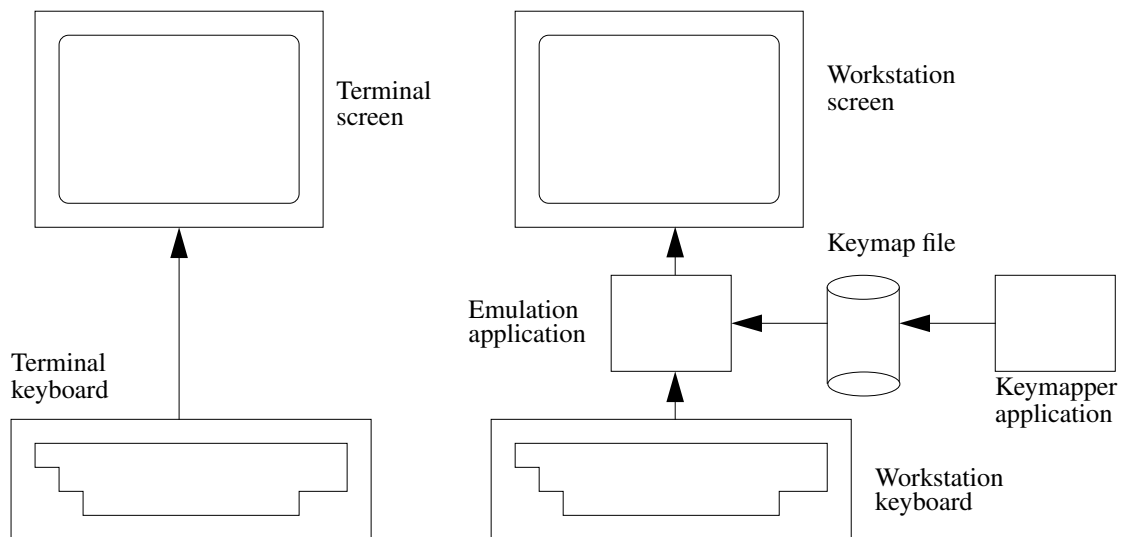 Terminal
screen
Terminal
keyboard
Workstation
screen
Keymap file
Emulation
application
Keymapper
application
Workstation
keyboard